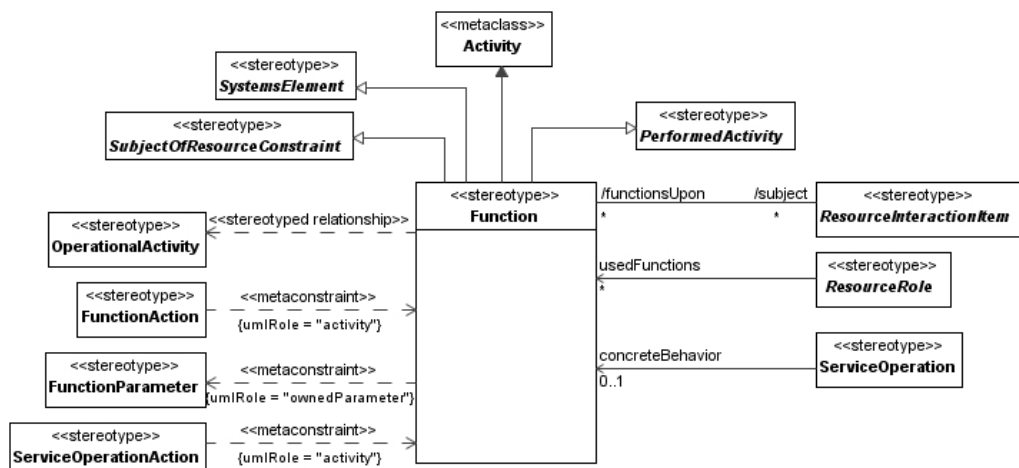 <<metaclass>>
Activity
<<stereotype>>
SystemsElement
<<stereotype>>
SubjectOfResourceConstraint
<<stereotype>>
PerformedActivity
<<stereotype>>
Function
/functionsUpon
/subject
*
*
<<stereotype>>
ResourceInteractionItem
<<stereotype>>
OperationalActivity
<<stereotyped relationship>>
usedFunctions
*
<<stereotype>>
ResourceRole
<<stereotype>>
FunctionAction
<<metaconstraint>>
{umlRole = "activity"}
concreteBehavior
0..1
<<stereotype>>
ServiceOperation
<<stereotype>>
FunctionParameter
<<metaconstraint>>
{umlRole = "ownedParameter"}
<<stereotype>>
ServiceOperationAction
<<metaconstraint>>
{umlRole = "activity"}